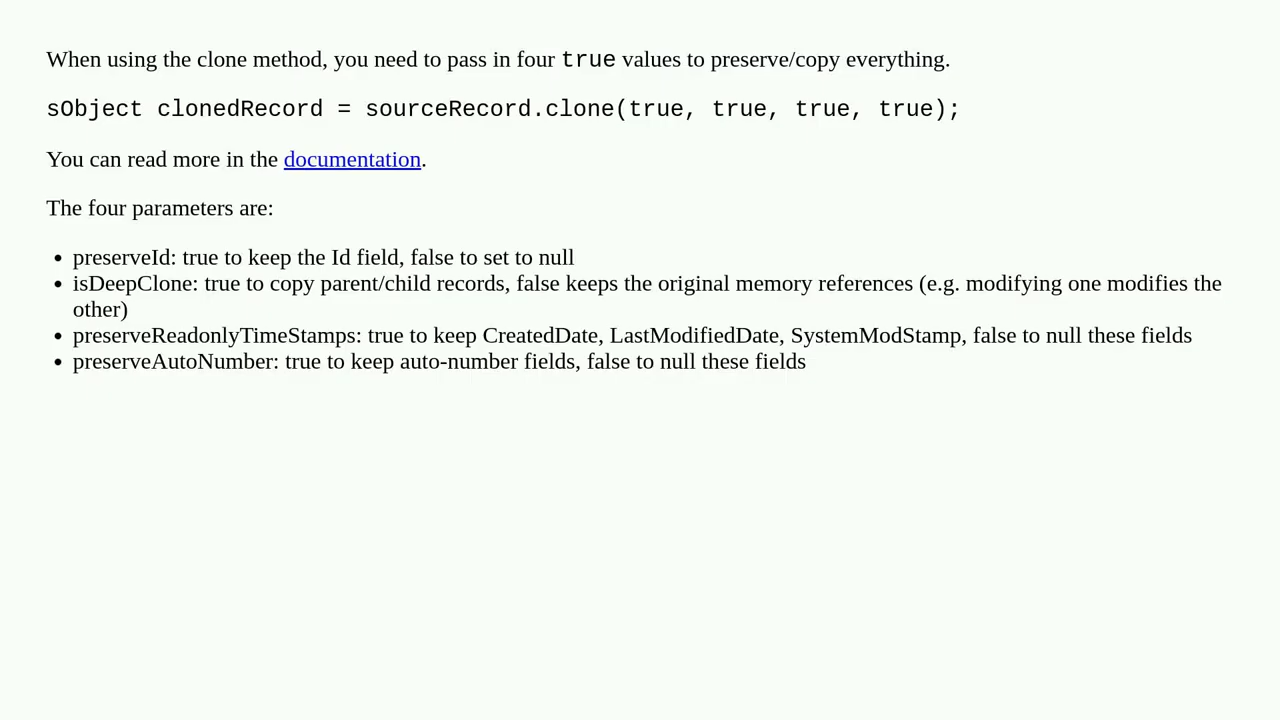 When using the clone method, you need to pass in four true values to preserve/copy everything.
sObject clonedRecord = sourceRecord.clone(true, true, true, true);
You can read more in the documentation.
The four parameters are:
• preserveId: true to keep the Id field, false to set to null
• isDeepClone: true to copy parent/child records, false keeps the original memory references (e.g. modifying one modifies the
other)
• preserveReadonlyTimeStamps: true to keep CreatedDate, LastModifiedDate, SystemModStamp, false to null these fields
• preserveAutoNumber: true to keep auto-number fields, false to null these fields